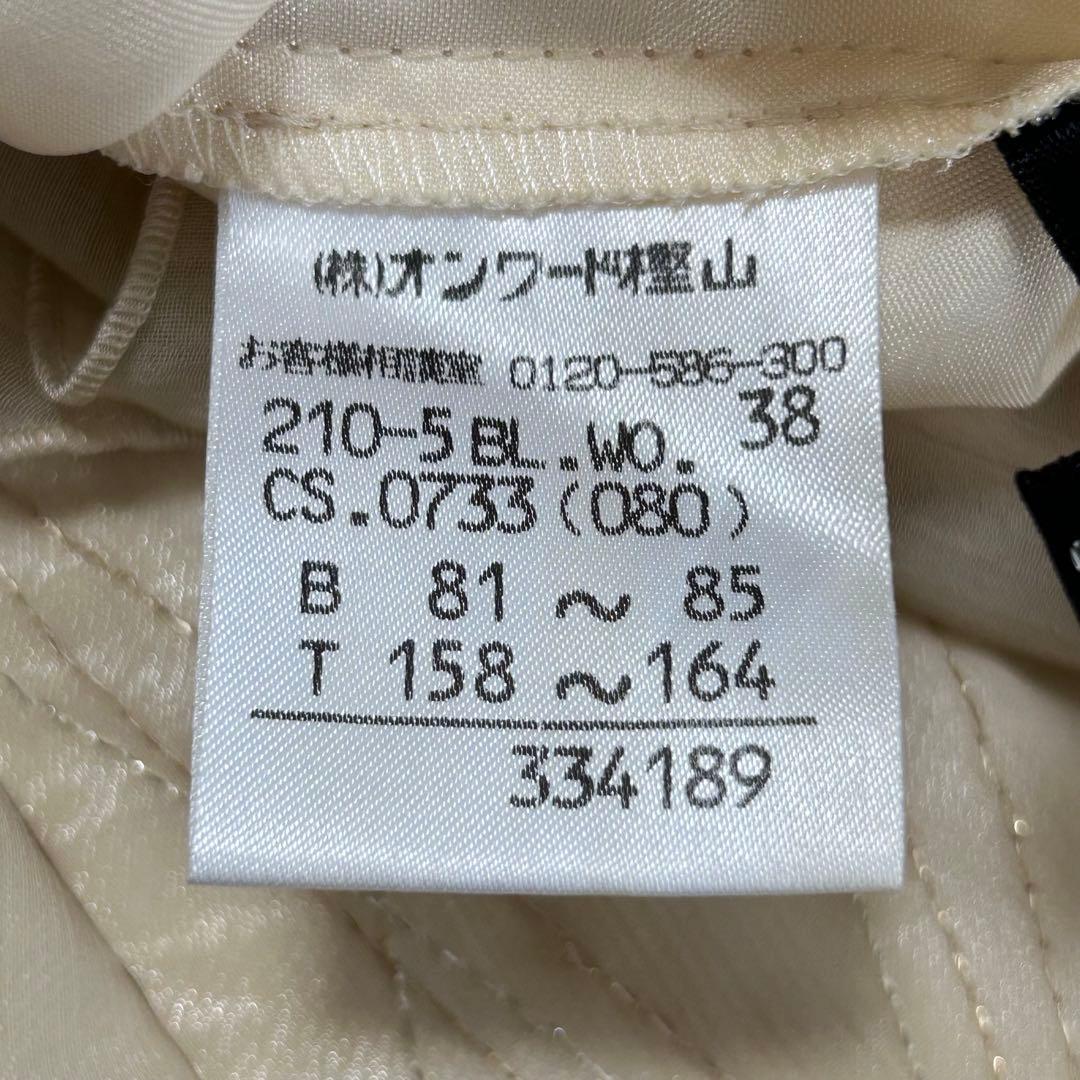 (株)オンワード樫山
お客様相談室 0120-586-300
210-5 BL.WO. 38
CS.0733(080)
B 81 ~ 85
T 158 ~ 164
334189